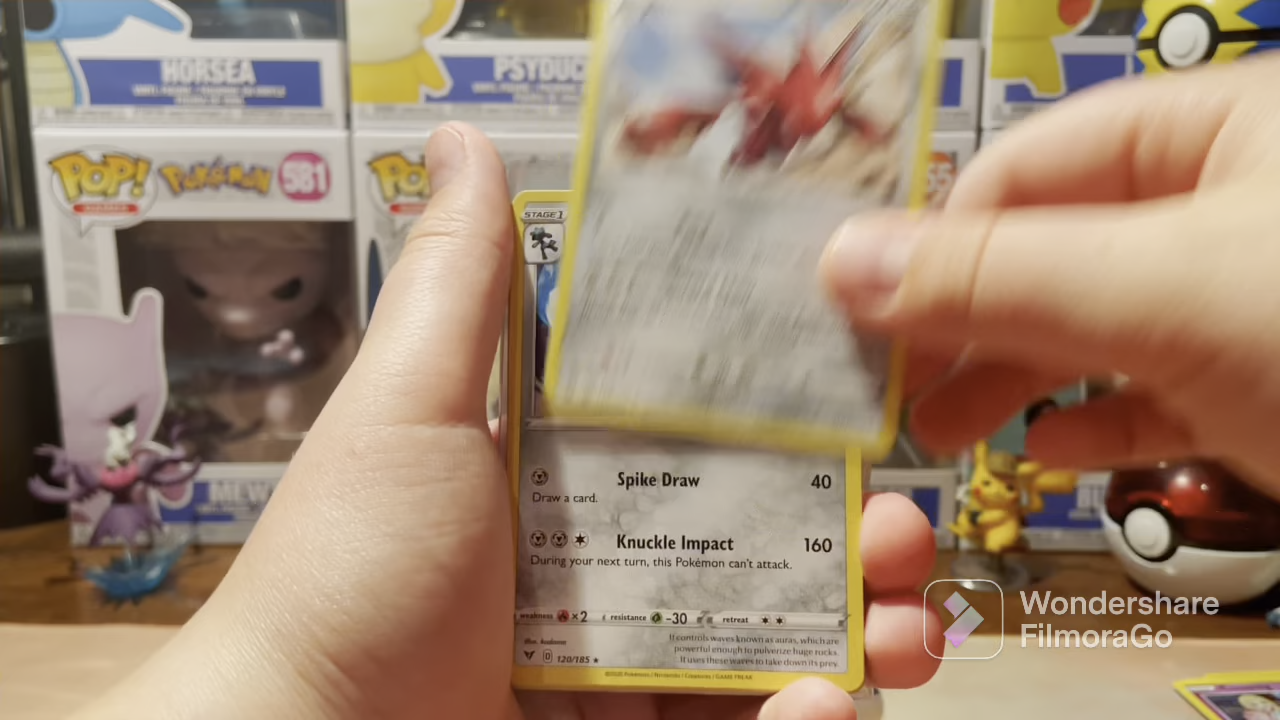 HORSEA
PSYDUC
POP!
Pokémon
581
PO
STAGE 1
Spike Draw 40
Draw a card.
Knuckle Impact 160
During your next turn, this Pokémon can't attack.
weakness ×2 resistance -30 retreat
It controls waves known as auras, which are
powerful enough to pulverize huge rocks.
It uses these waves to take down its prey.
D 120/185 ★
©2020 Pokémon / Nintendo / Creatures / GAME FREAK
MEW
Wondershare
FilmoraGo